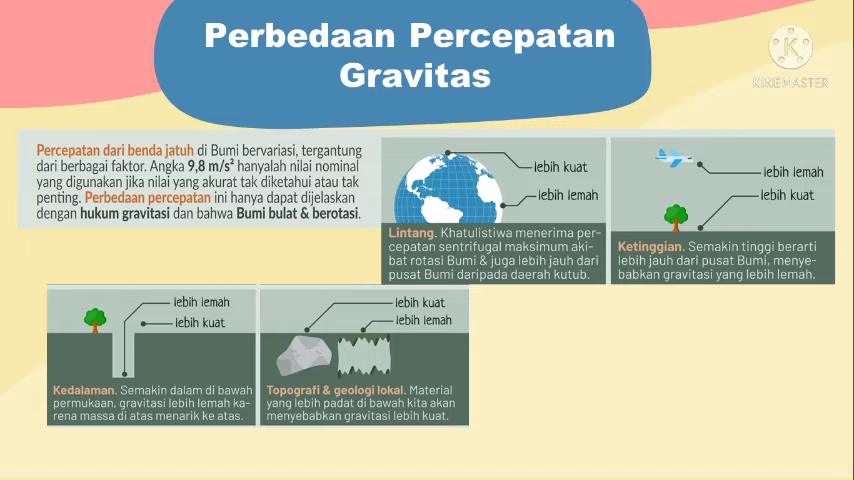 Perbedaan Percepatan
Gravitas
KINEMASTER
Percepatan dari benda jatuh di Bumi bervariasi, tergantung
dari berbagai faktor. Angka 9,8 m/s² hanyalah nilai nominal
yang digunakan jika nilai yang akurat tak diketahui atau tak
penting. Perbedaan percepatan ini hanya dapat dijelaskan
dengan hukum gravitasi dan bahwa Bumi bulat & berotasi.
lebih kuat
lebih lemah
Lintang. Khatulistiwa menerima per-
cepatan sentrifugal maksimum aki-
bat rotasi Bumi & juga lebih jauh dari
pusat Bumi daripada daerah kutub.
lebih lemah
lebih kuat
Ketinggian. Semakin tinggi berarti
lebih jauh dari pusat Bumi, menye-
babkan gravitasi yang lebih lemah.
lebih lemah
lebih kuat
Kedalaman. Semakin dalam di bawah
permukaan, gravitasi lebih lemah ka-
rena massa di atas menarik ke atas.
lebih kuat
lebih lemah
Topografi & geologi lokal. Material
yang lebih padat di bawah kita akan
menyebabkan gravitasi lebih kuat.